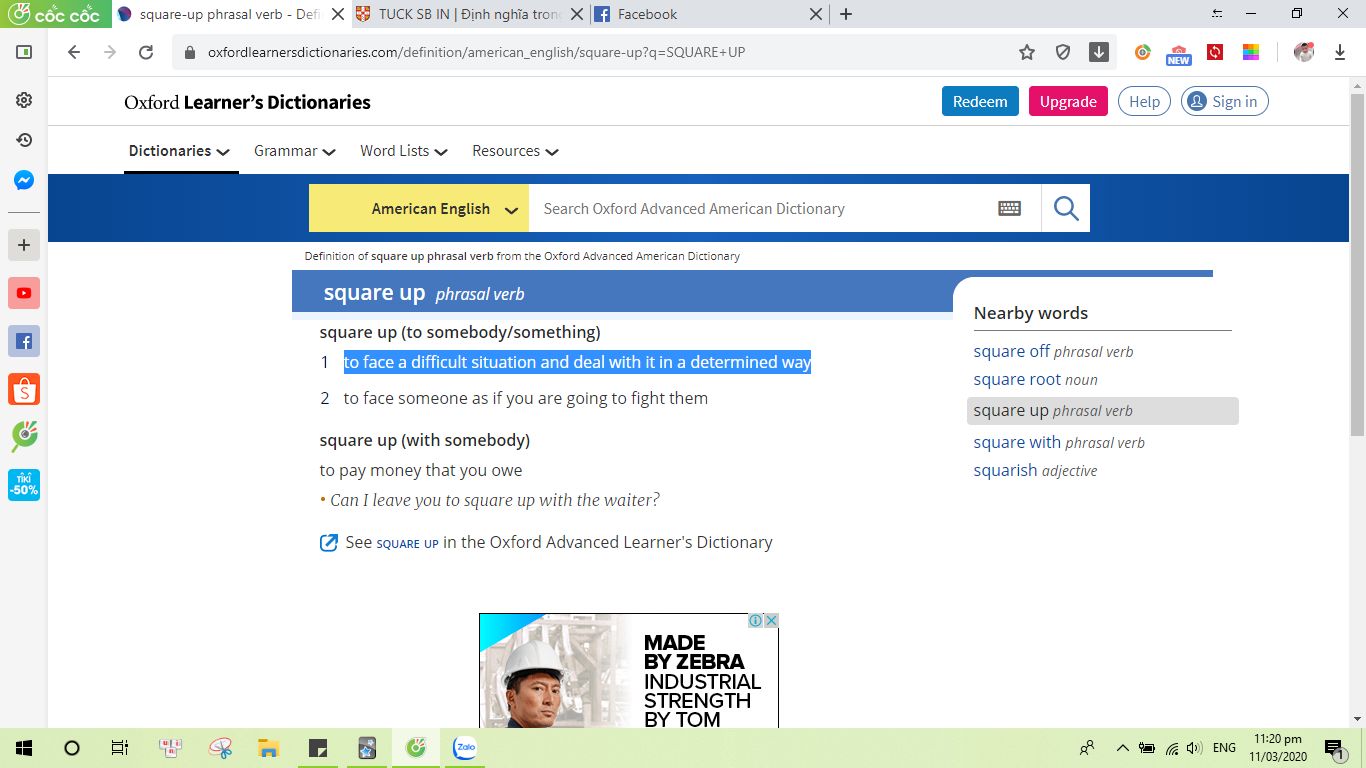 cốc cốc
square-up phrasal verb - Defi
TUCK SB IN | Định nghĩa trong
Facebook
oxfordlearnersdictionaries.com/definition/american_english/square-up?q=SQUARE+UP
NEW
Oxford Learner's Dictionaries
Redeem
Upgrade
Help
Sign in
Dictionaries
Grammar
Word Lists
Resources
American English
Search Oxford Advanced American Dictionary
Definition of square up phrasal verb from the Oxford Advanced American Dictionary
square up phrasal verb
square up (to somebody/something)
1 to face a difficult situation and deal with it in a determined way
2 to face someone as if you are going to fight them
square up (with somebody)
to pay money that you owe
• Can I leave you to square up with the waiter?
See SQUARE UP in the Oxford Advanced Learner's Dictionary
Nearby words
square off phrasal verb
square root noun
square up phrasal verb
square with phrasal verb
squarish adjective
TIKI
-50%
MADE
BY ZEBRA
INDUSTRIAL
STRENGTH
BY TOM
Zalo
ENG
11:20 pm
11/03/2020
1